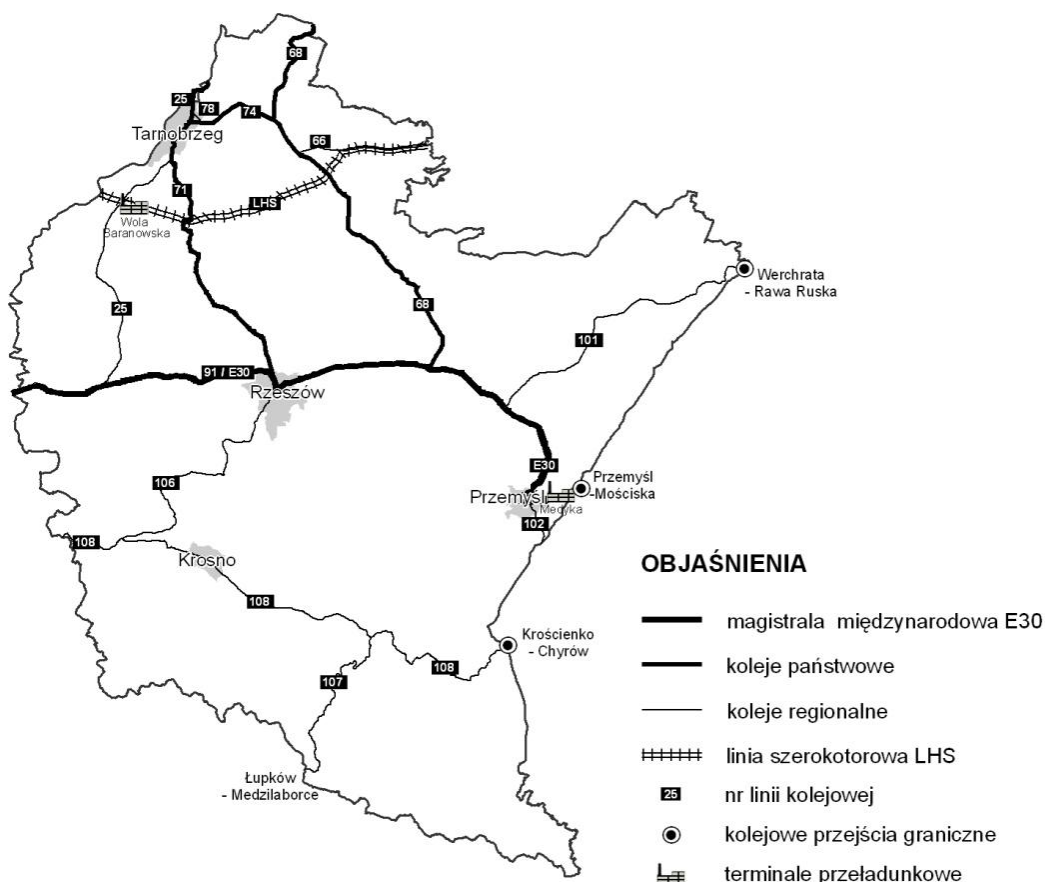 68
25
78
74
Tarnobrzeg
66
71
LHS
Wola
Baranowska
Werchrata
- Rawa Ruska
25
68
101
91 / E30
Rzeszów
E30
Przemyśl
-Mościska
106
Przemyśl
Medyka
102
108
Krosno
OBJAŚNIENIA
108
magistrala międzynarodowa E30
Krościenko
- Chyrów
108
koleje państwowe
107
koleje regionalne
linia szerokotorowa LHS
Łupków
- Medzilaborce
25
nr linii kolejowej
kolejowe przejścia graniczne
terminale przeładunkowe